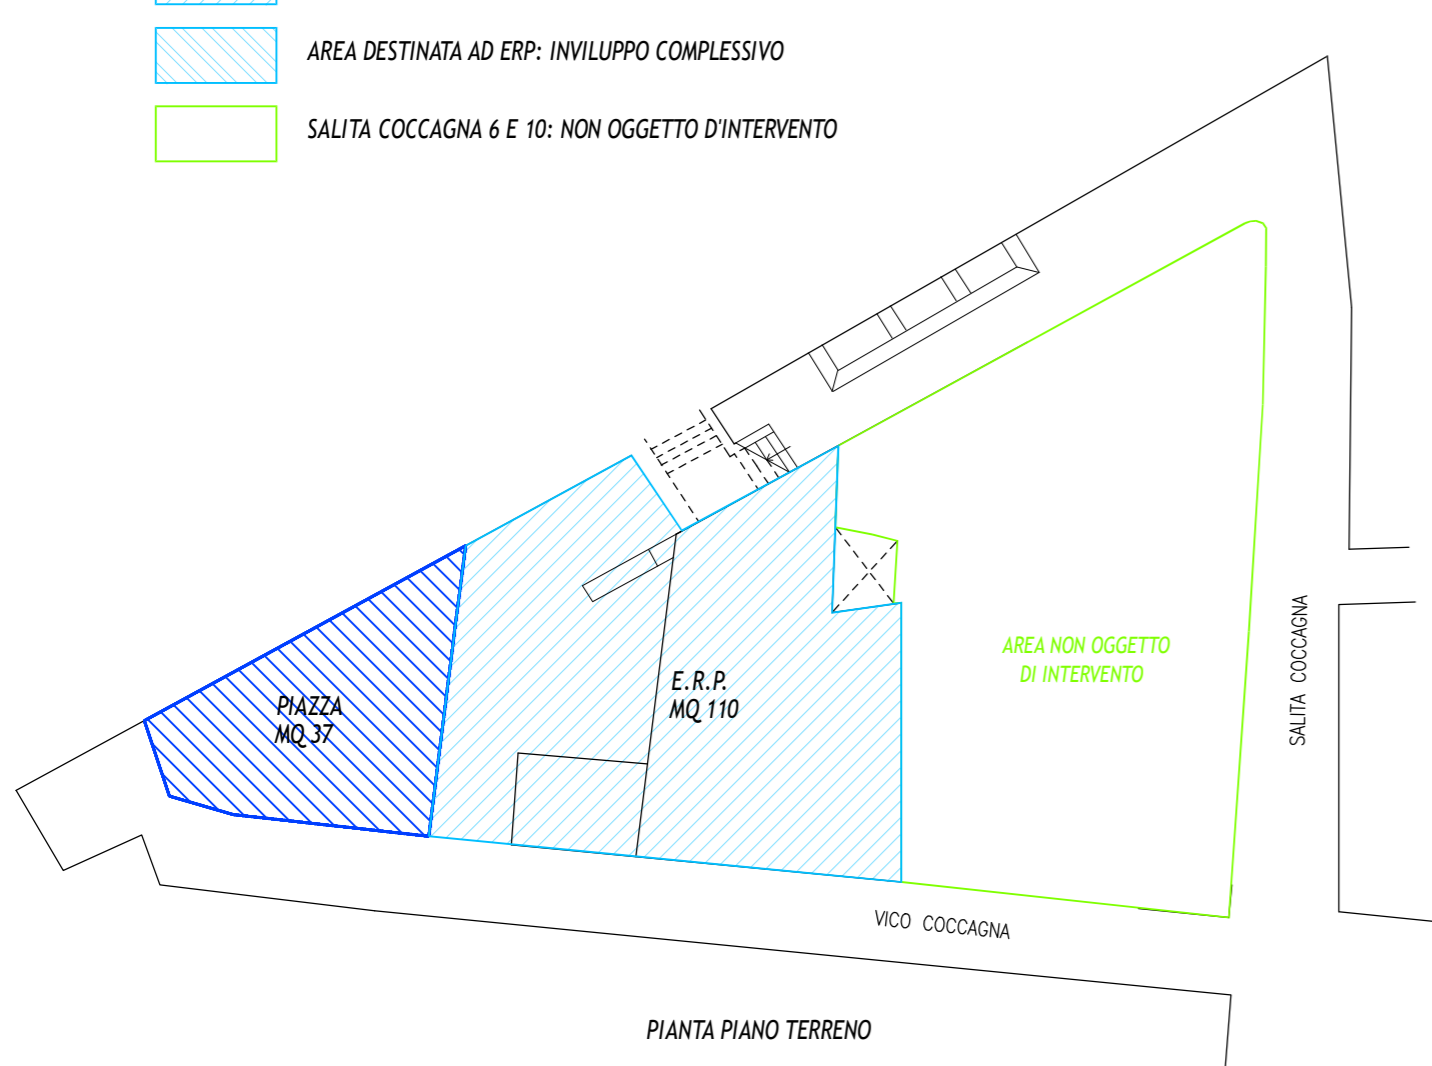 AREA DESTINATA AD ERP: INVILUPPO COMPLESSIVO
SALITA COCCAGNA 6 E 10: NON OGGETTO D'INTERVENTO
AREA NON OGGETTO
DI INTERVENTO
SALITA COCCAGNA
E.R.P.
MQ 110
PIAZZA
MQ 37
VICO COCCAGNA
PIANTA PIANO TERRENO